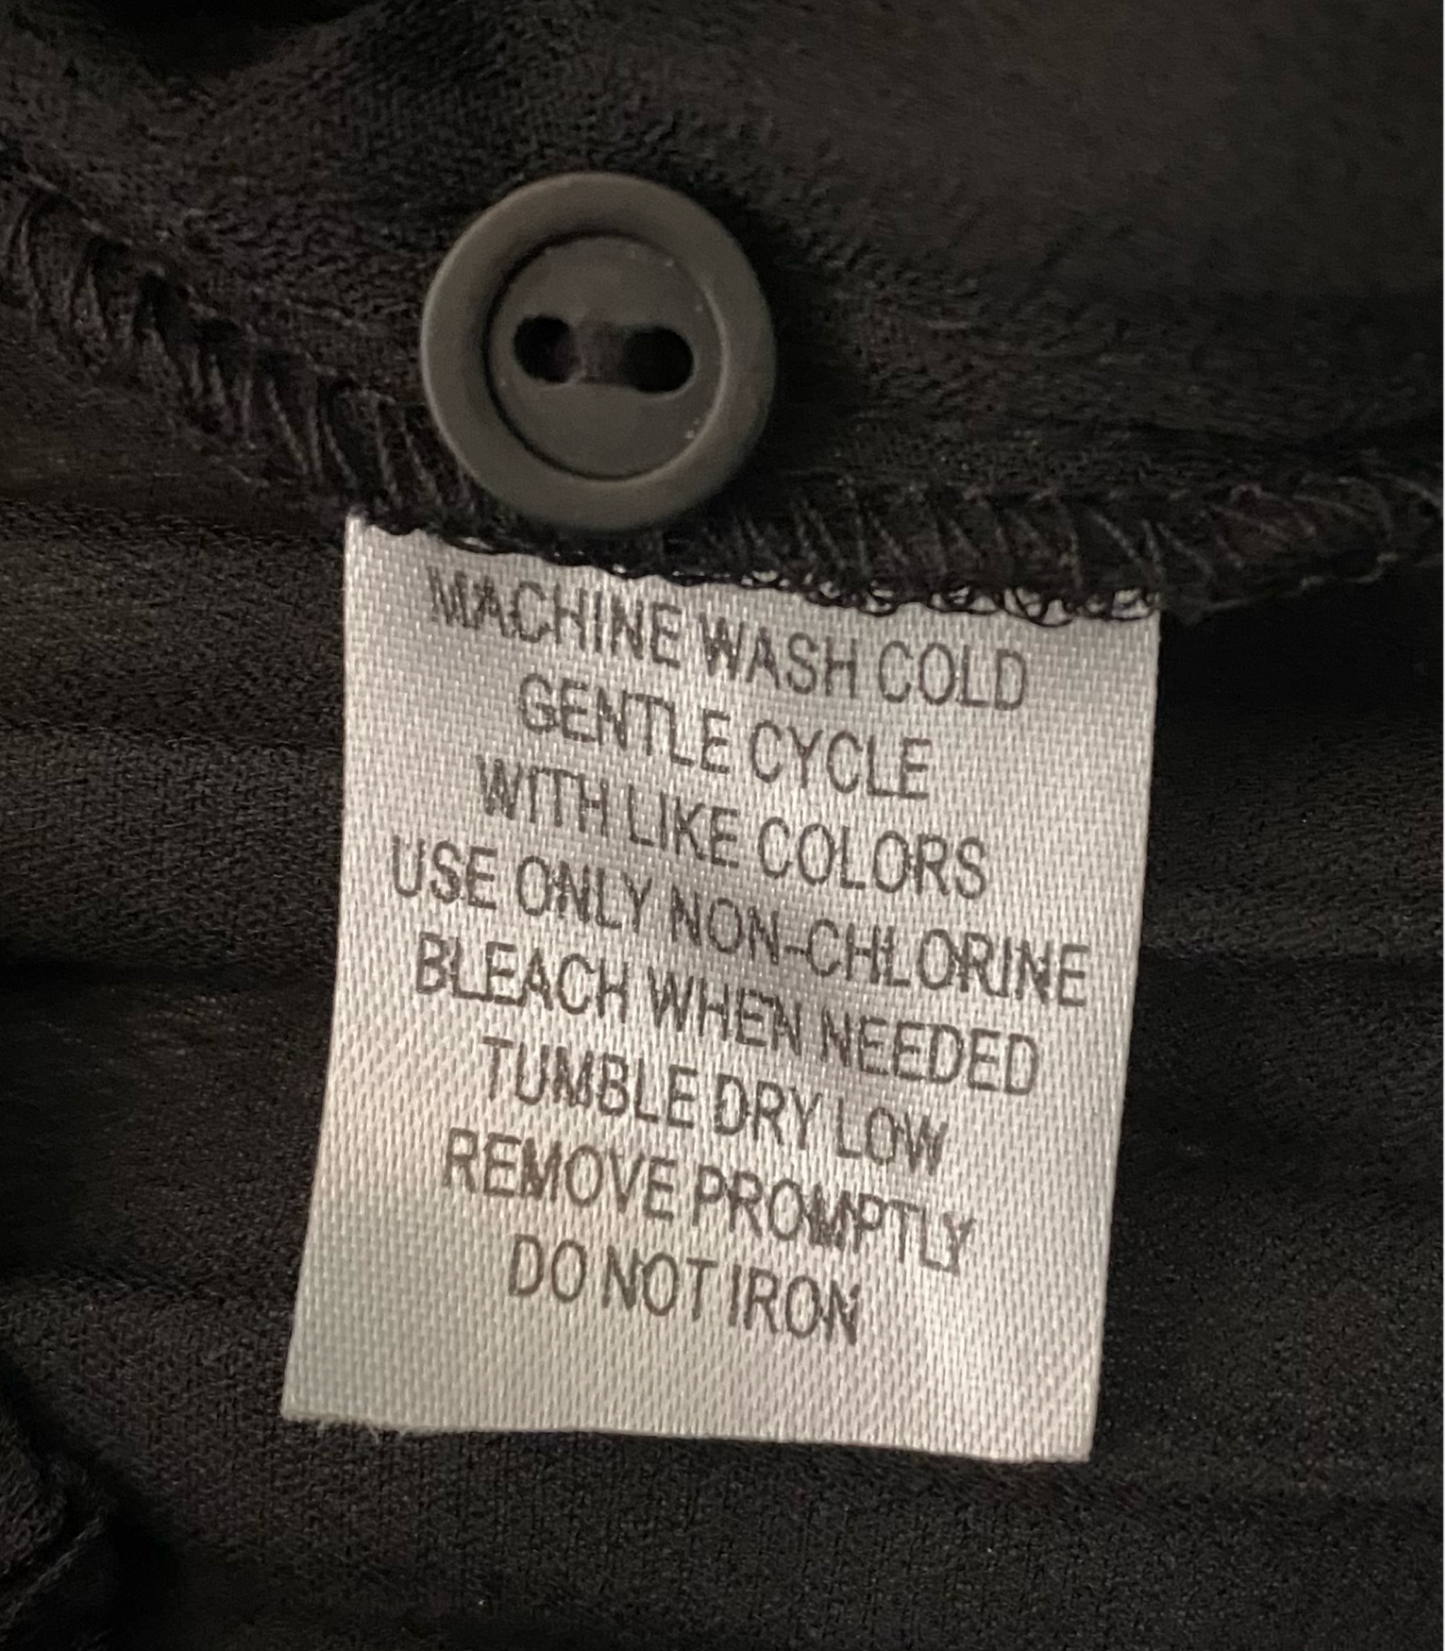 MACHINE WASH COLD
GENTLE CYCLE
WITH LIKE COLORS
USE ONLY NON-CHLORINE
BLEACH WHEN NEEDED
TUMBLE DRY LOW
REMOVE PROMPTLY
DO NOT IRON